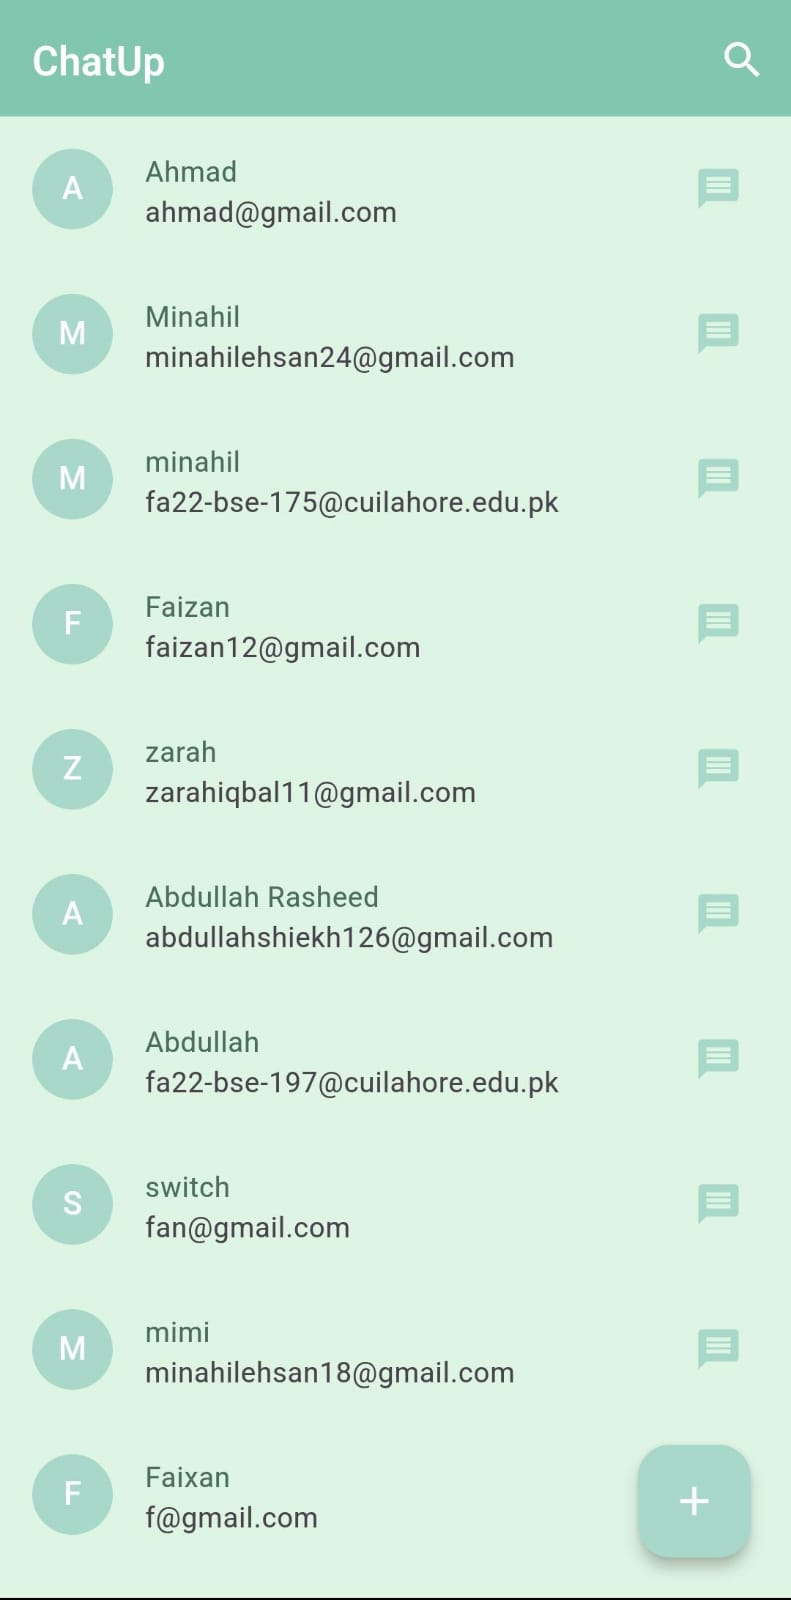 ChatUp
A
Ahmad
ahmad@gmail.com
M
Minahil
minahilehsan24@gmail.com
M
minahil
fa22-bse-175@cuilahore.edu.pk
F
Faizan
faizan12@gmail.com
Z
zarah
zarahiqbal11@gmail.com
A
Abdullah Rasheed
abdullahshiekh126@gmail.com
A
Abdullah
fa22-bse-197@cuilahore.edu.pk
S
switch
fan@gmail.com
M
mimi
minahilehsan18@gmail.com
F
Faixan
f@gmail.com
+